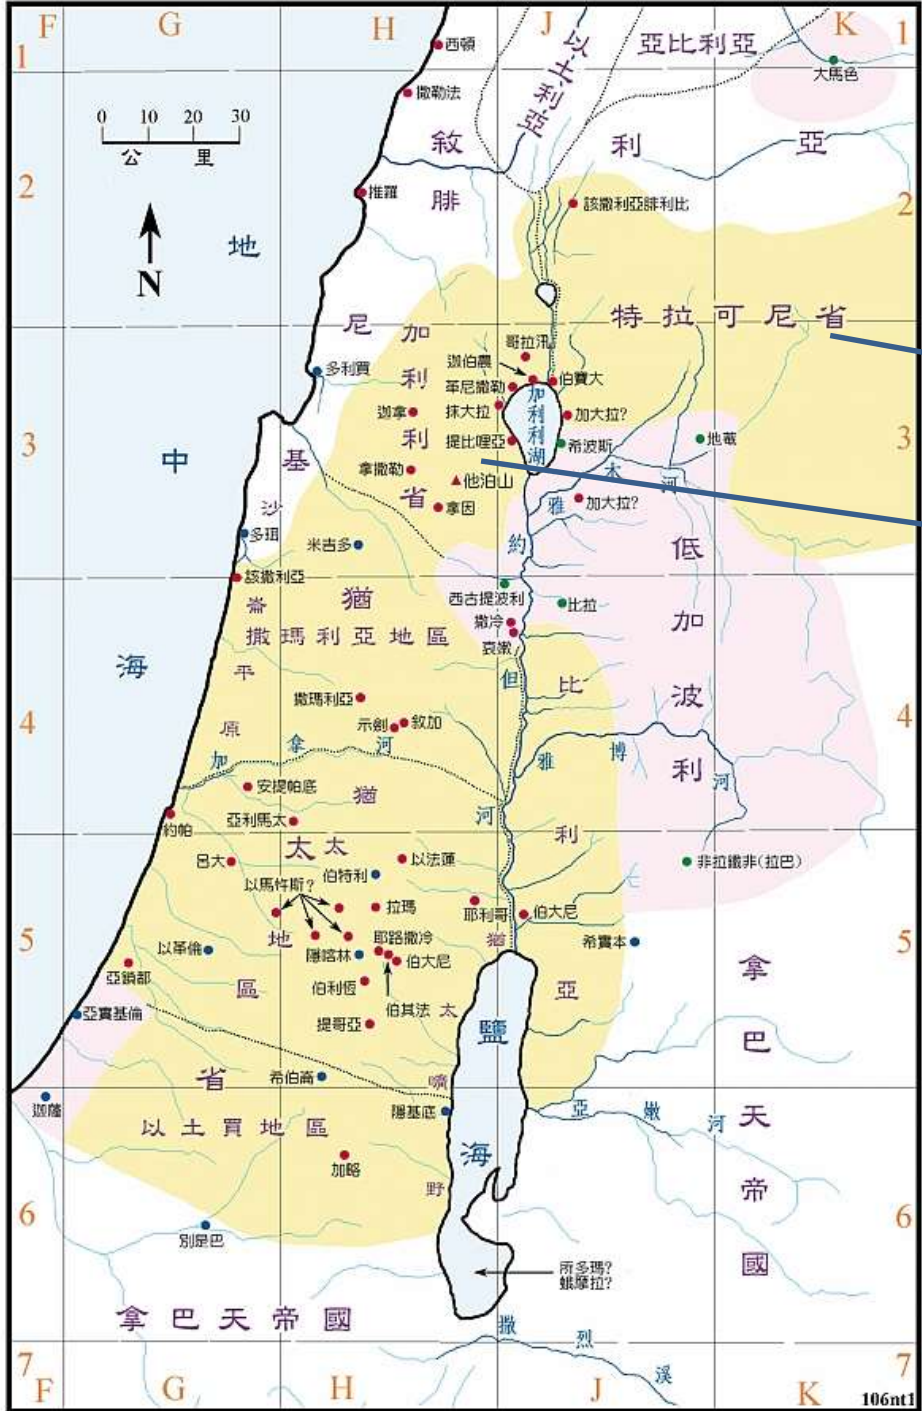 F G H J K
1 1
西頓
以土利亞
亞比利亞
大馬色
撒勒法
0 10 20 30
公 里
敘 利 亞
2 2
推羅
腓
該撒利亞腓利比
地
N
特拉可尼省
尼 加
哥拉汛
迦伯農
多利買
利
革尼撒勒
伯賽大
迦拿
抹大拉
加利利湖
加大拉?
3 3
利
提比哩亞
希波斯
地菴
中
基
拿撒勒
他泊山
木
河
省
沙
拿因
雅
加大拉?
多珥
米吉多
約
低
該撒利亞
崙
猶
西古提波利
比拉
加
撒瑪利亞地區
撒冷
哀嫩
海
平
但
比
波
撒瑪利亞
4 4
原
示劍
敘加
加 拿 河
雅 博 河
利
安提帕底
猶
約帕
亞利馬太
河
利
呂大
太 太
以法蓮
非拉鐵非(拉巴)
伯特利
以馬忤斯?
拉瑪
耶利哥
伯大尼
5 5
以革倫
地
耶路撒冷
猶
希實本
亞鎖都
隱喀林
伯大尼
拿
區
伯利恆
伯其法
亞
亞實基倫
提哥亞
太
鹽
巴
省
希伯崙
曠
迦薩
隱基底
亞 嫩 河
天
以土買地區
海
加略
野
帝
6 6
別是巴
國
所多瑪?
蛾摩拉?
拿巴天帝國
撒 烈 溪
7 7
F G H J K
106nt1